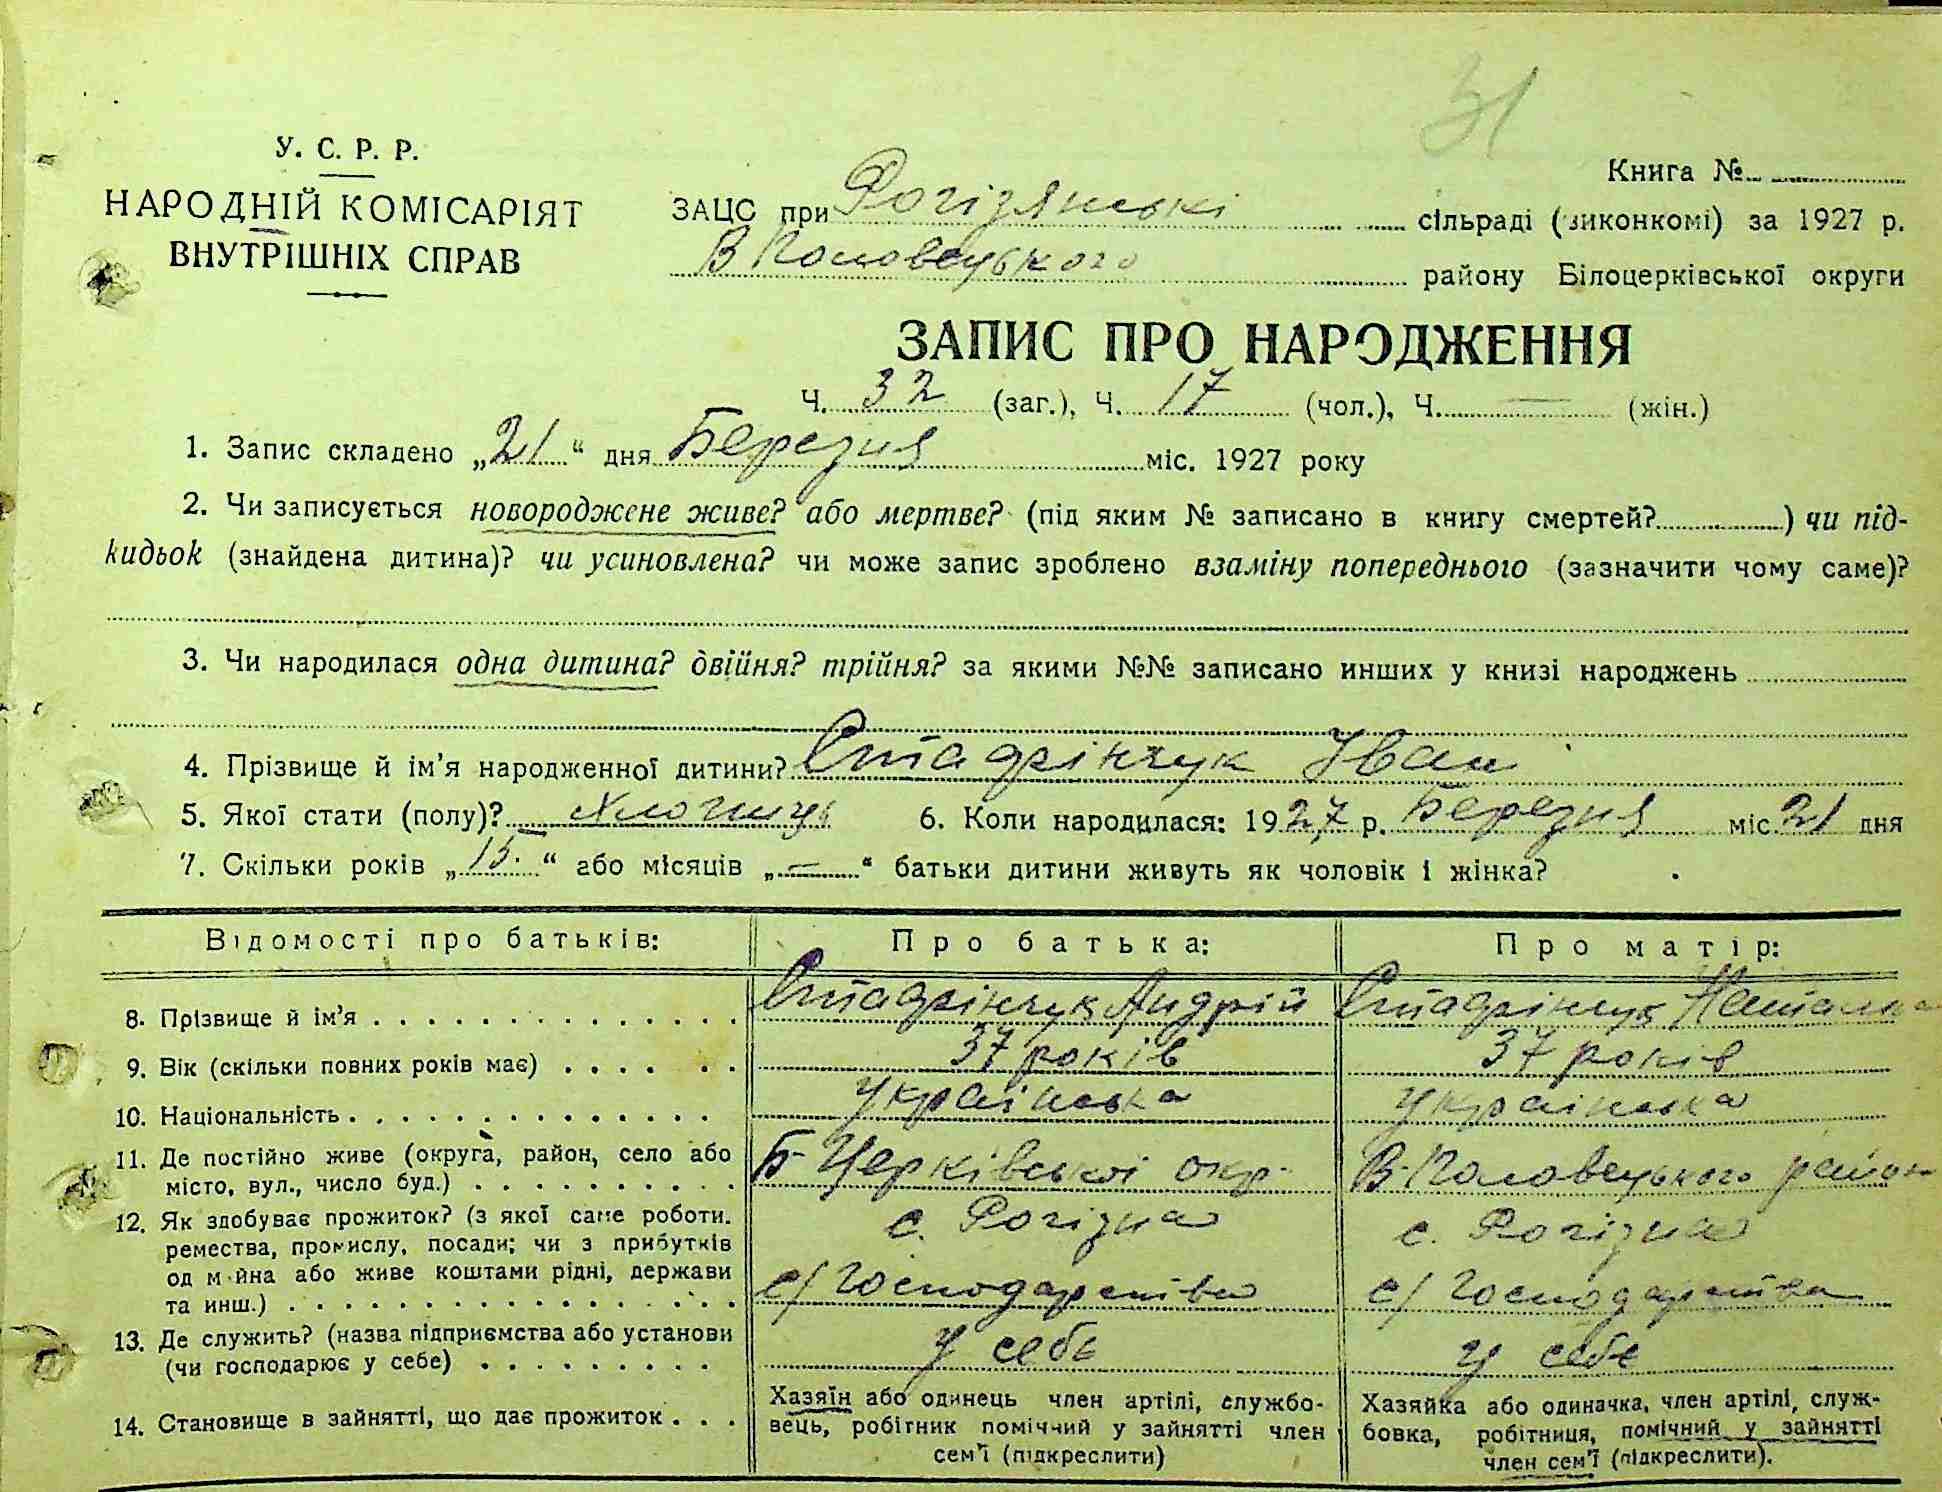 31
У. С. Р. Р.
НАРОДНІЙ КОМІСАРІЯТ
ВНУТРІШНІХ СПРАВ
Книга №
ЗАЦС при Рогізянські сільраді (виконкомі) за 1927 р.
В Половецького району Білоцерківської округи
ЗАПИС ПРО НАРОДЖЕННЯ
Ч. 32 (заг.), Ч. 17 (чол.), Ч. — (жін.)
1. Запис складено „21“ дня Березня міс. 1927 року
2. Чи записується новороджене живе? або мертве? (під яким № записано в книгу смертей? ) чи під-
кидьок (знайдена дитина)? чи усиновлена? чи може запис зроблено взаміну попереднього (зазначити чому саме)?
3. Чи народилася одна дитина? двійня? трійня? за якими №№ записано инших у книзі народжень
4. Прізвище й ім'я народженної дитини? Стадрінчук Іван
5. Якої стати (полу)? Хлопчиць 6. Коли народилася: 1927 р. Березня міс. 21 дня
7. Скільки років „15.“ або місяців „—“ батьки дитини живуть як чоловік і жінка?
Відомості про батьків: Про батька: Про матір:
8. Прізвище й ім'я Стадрінчук Андрій Стадрінчук Наталка
9. Вік (скільки повних років має) 37 років 37 років
10. Національність українська українська
11. Де постійно живе (округа, район, село або Б-Церківської окр. В-Половецького район
місто, вул., число буд.)
12. Як здобуває прожиток? (з якої саме роботи, с. Рогізна с. Рогізна
ремества, промислу, посади; чи з прибутків
од майна або живе коштами рідні, держави с/господарство с/господарства
та инш.)
13. Де служить? (назва підприємства або установи у себе у себе
(чи господарює у себе)
14. Становище в зайнятті, що дає прожиток
Хазяїн або одинець член артілі, службо-
вець, робітник помічний у зайнятті член
сем'ї (підкреслити)
Хазяйка або одиначка, член артілі, служ-
бовка, робітниця, помічний у зайнятті
член сем'ї (підкреслити).